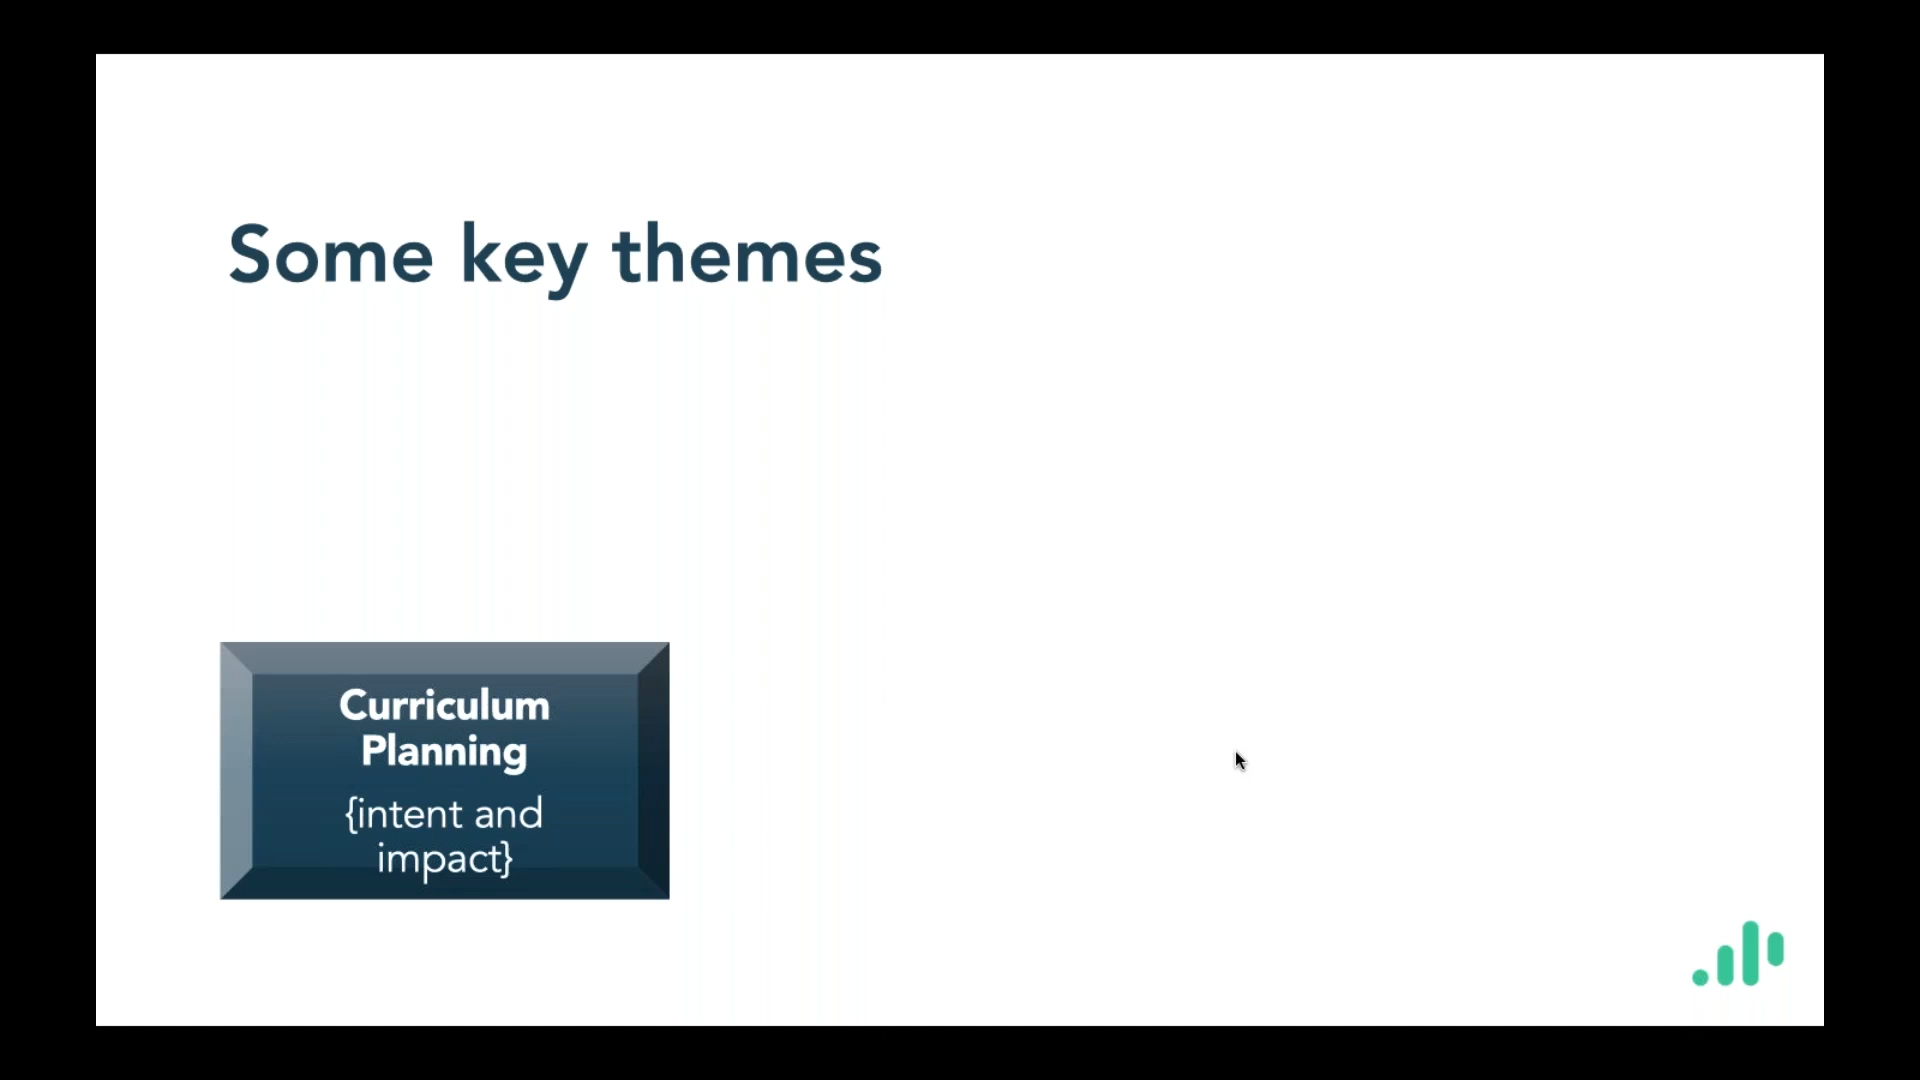 Some key themes
Curriculum
Planning
{intent and
impact}